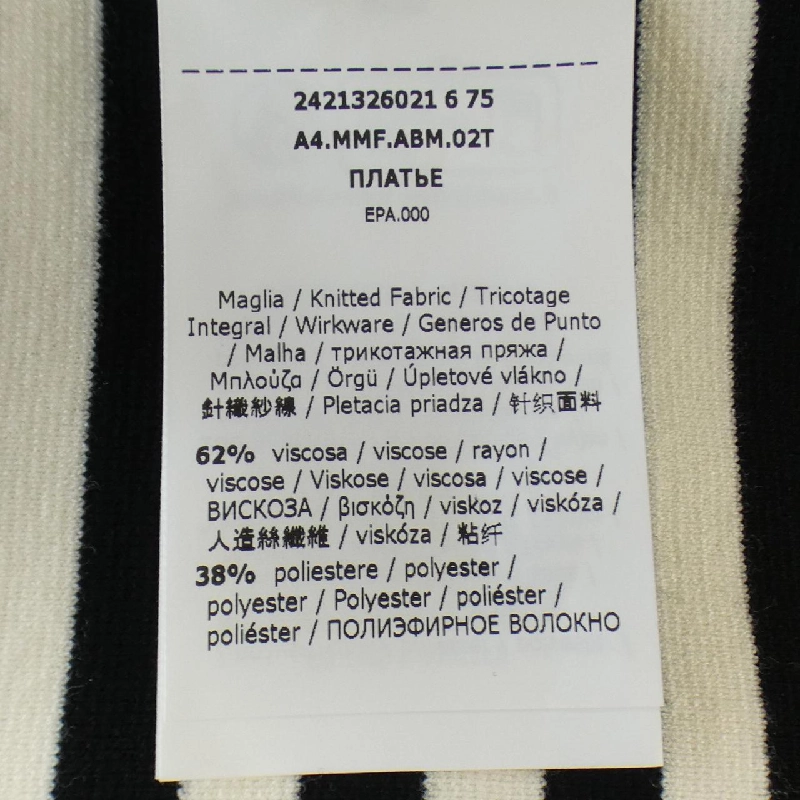 2421326021 6 75
A4.MMF.ABM.02T
ПЛАТЬЕ
EPA.000
Maglia / Knitted Fabric / Tricotage
Integral / Wirkware / Generos de Punto
/ Malha / трикотажная пряжа /
Μπλούζα / Örgü / Úpletové vlákno /
針織紗線 / Pletacia priadza / 针织面料
62% viscosa / viscose / rayon /
viscose / Viskose / viscosa / viscose /
ВИСКОЗА / βισκόζη / viskoz / viskóza /
人造絲纖維 / viskóza / 粘纤
38% poliestere / polyester /
polyester / Polyester / poliéster /
poliéster / ПОЛИЭФИРНОЕ ВОЛОКНО